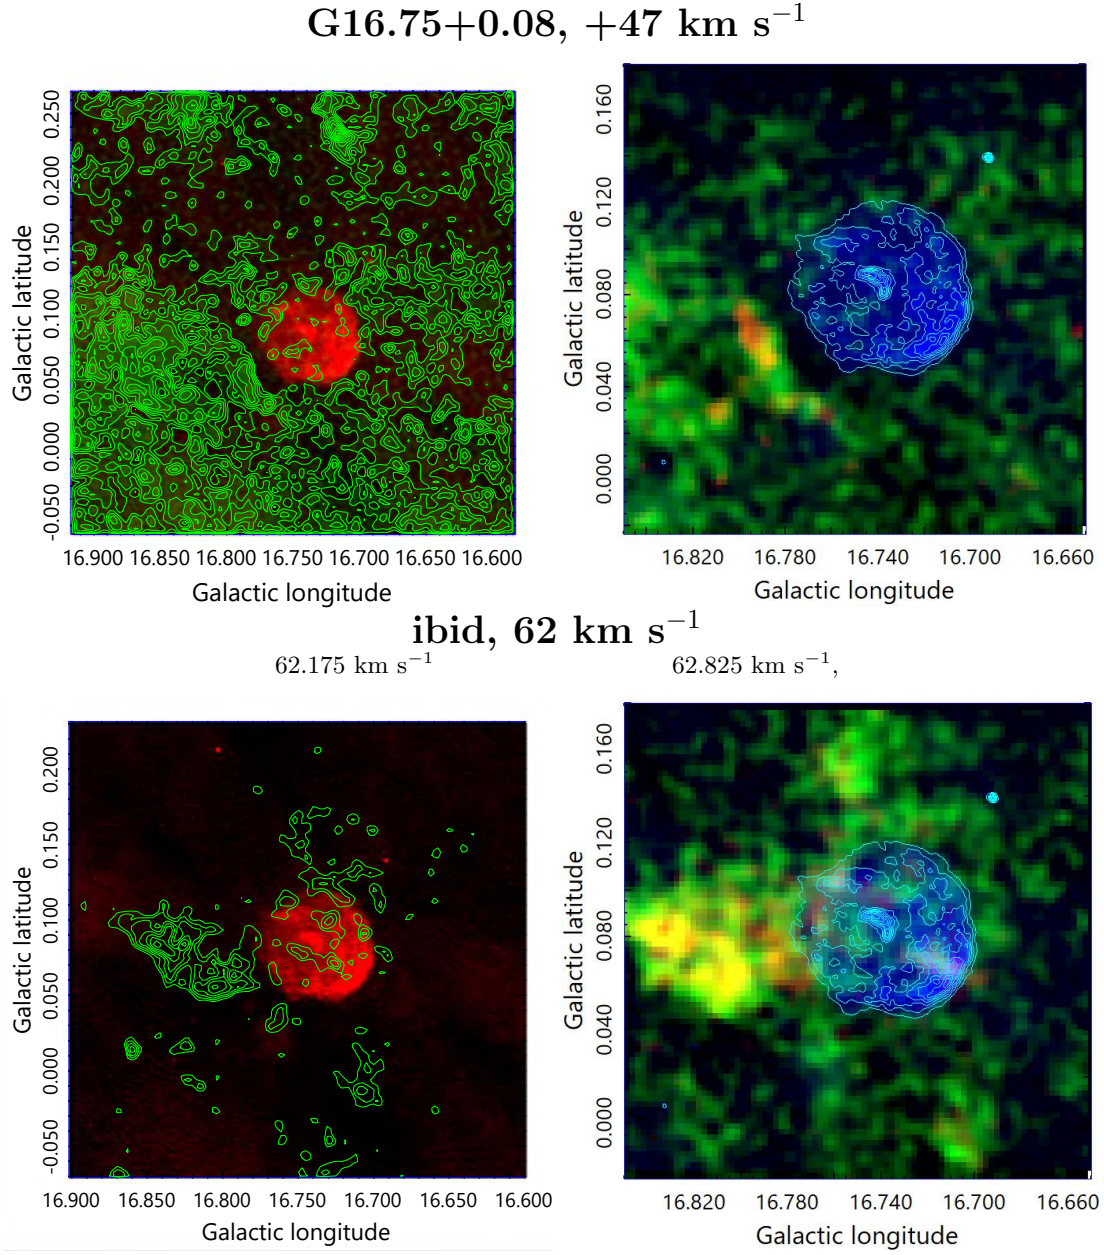 G16.75+0.08, +47 km s⁻¹
Galactic latitude
0.250
0.200
0.150
0.100
0.050
0.000
-0.050
16.900 16.850 16.800 16.750 16.700 16.650 16.600
Galactic longitude
Galactic latitude
0.160
0.120
0.080
0.040
0.000
16.820 16.780 16.740 16.700 16.660
Galactic longitude
ibid, 62 km s⁻¹
62.175 km s⁻¹
62.825 km s⁻¹,
Galactic latitude
0.200
0.150
0.100
0.050
0.000
-0.050
16.900 16.850 16.800 16.750 16.700 16.600
Galactic longitude
Galactic latitude
0.160
0.120
0.080
0.040
0.000
16.820 16.780 16.740 16.700 16.660
Galactic longitude